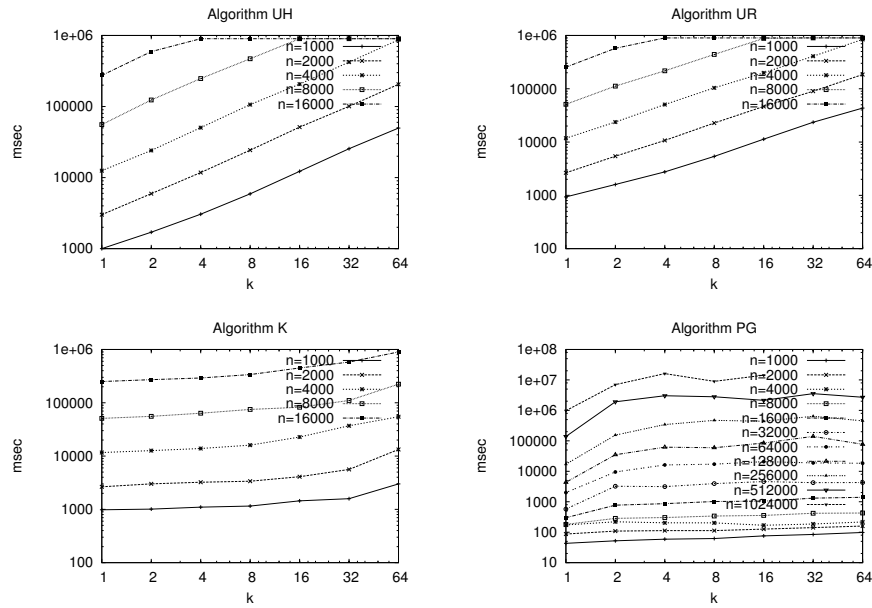 Algorithm UH
1e+06
100000
10000
1000
msec
1 2 4 8 16 32 64
k
n=1000
n=2000
n=4000
n=8000
n=16000
Algorithm UR
1e+06
100000
10000
1000
100
msec
1 2 4 8 16 32 64
k
n=1000
n=2000
n=4000
n=8000
n=16000
Algorithm K
1e+06
100000
10000
1000
100
msec
1 2 4 8 16 32 64
k
n=1000
n=2000
n=4000
n=8000
n=16000
Algorithm PG
1e+08
1e+07
1e+06
100000
10000
1000
100
10
msec
1 2 4 8 16 32 64
k
n=1000
n=2000
n=4000
n=8000
n=16000
n=32000
n=64000
n=128000
n=256000
n=512000
n=1024000